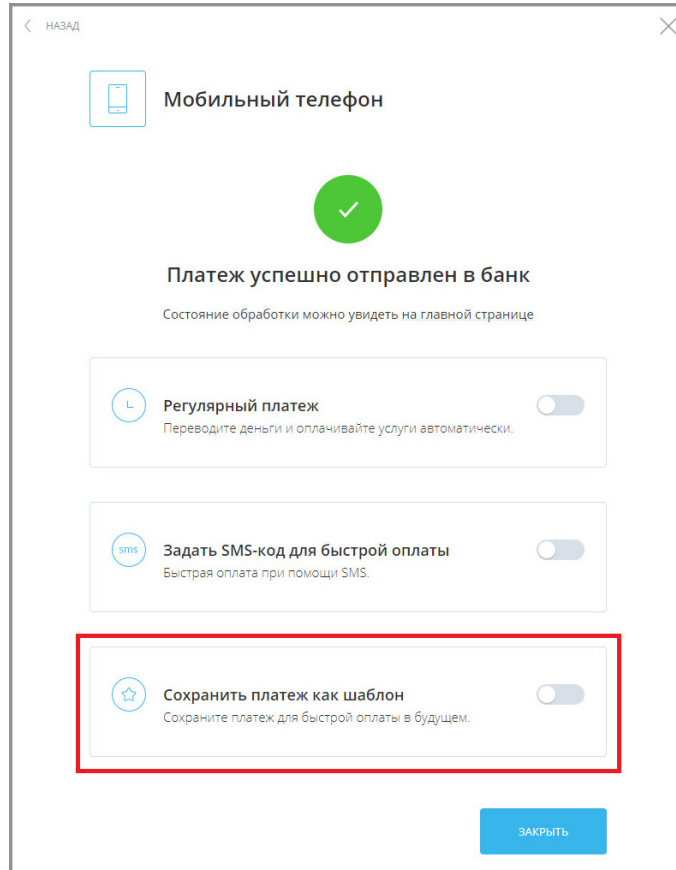 НАЗАД
Мобильный телефон
Платеж успешно отправлен в банк
Состояние обработки можно увидеть на главной странице
Регулярный платеж
Переводите деньги и оплачивайте услуги автоматически.
sms
Задать SMS-код для быстрой оплаты
Быстрая оплата при помощи SMS.
Сохранить платеж как шаблон
Сохраните платеж для быстрой оплаты в будущем.
ЗАКРЫТЬ